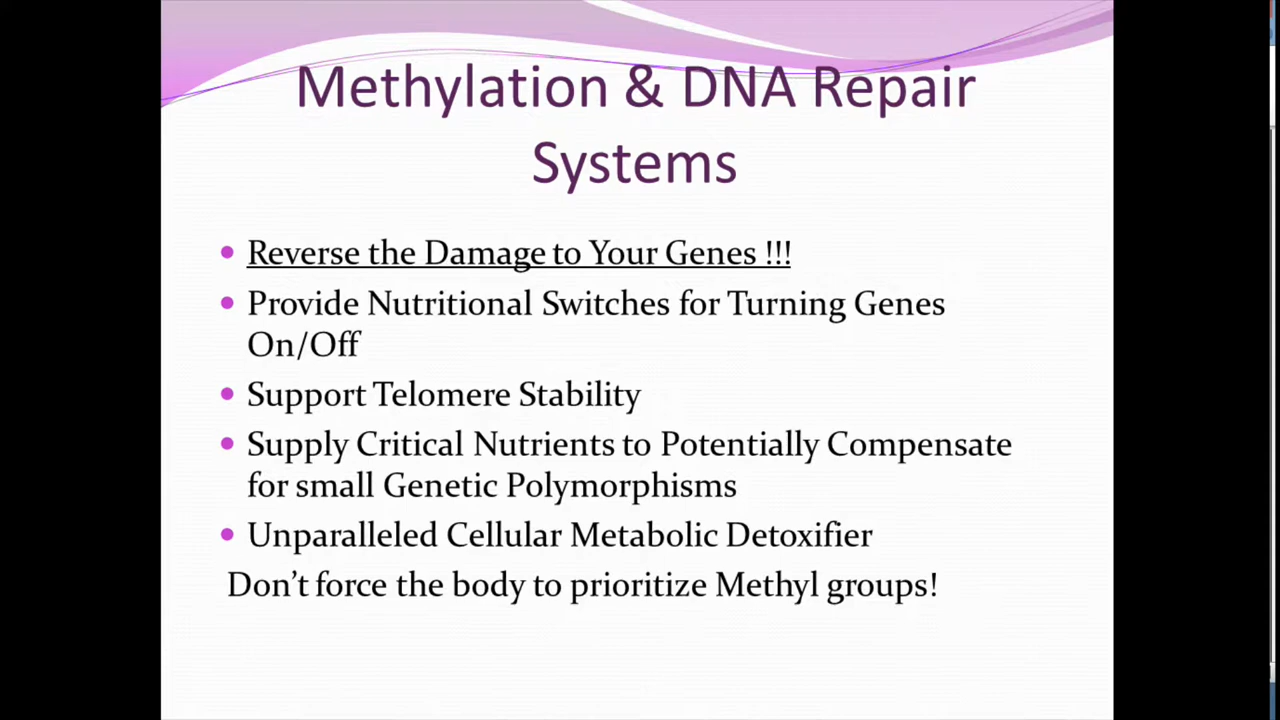 Methylation & DNA Repair
Systems
• Reverse the Damage to Your Genes !!!
• Provide Nutritional Switches for Turning Genes
On/Off
• Support Telomere Stability
• Supply Critical Nutrients to Potentially Compensate
for small Genetic Polymorphisms
• Unparalleled Cellular Metabolic Detoxifier
Don’t force the body to prioritize Methyl groups!